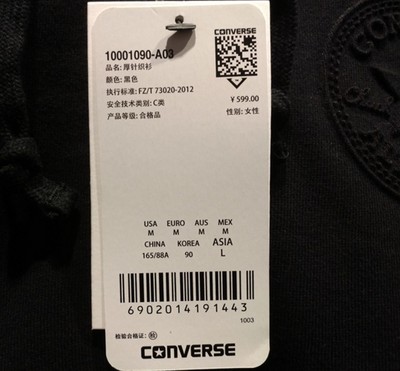 CONVERSE
10001090-A03
品名: 厚针织衫
颜色: 黑色
执行标准: FZ/T 73020-2012
安全技术类别: C类
产品等级: 合格品
¥ 599.00
性别: 女性
USA EURO AUS MEX
M M M M
CHINA KOREA ASIA
165/88A 90 L
6902014191443
1003
检验合格证:
CONVERSE
CONV